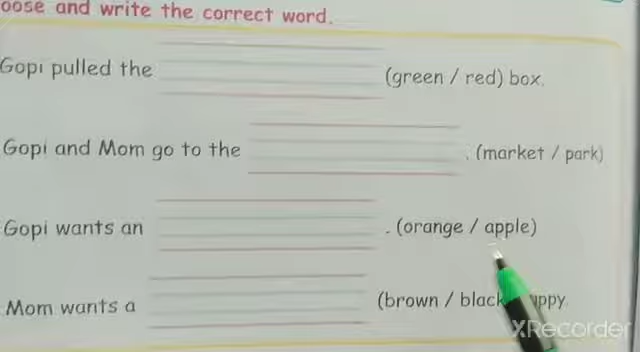 oose and write the correct word.
Gopi pulled the (green / red) box.
Gopi and Mom go to the . (market / park)
Gopi wants an . (orange / apple)
Mom wants a (brown / black
XRecorder